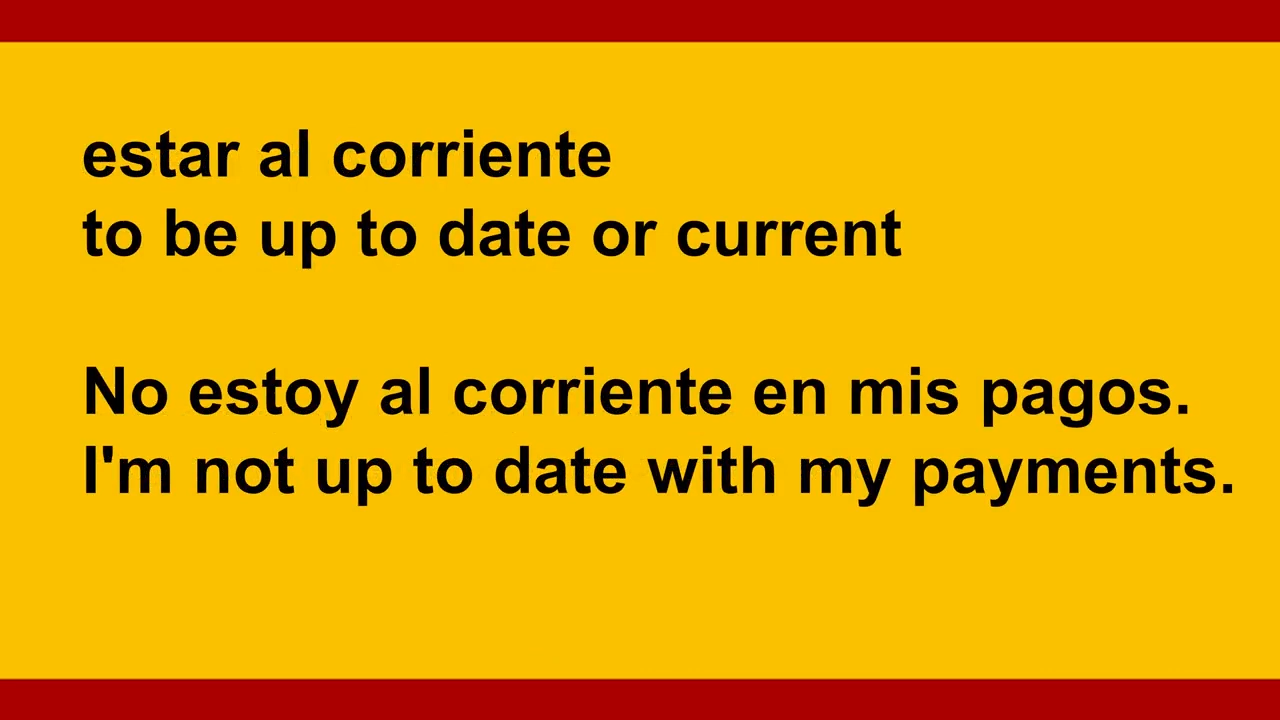 estar al corriente
to be up to date or current
No estoy al corriente en mis pagos.
I'm not up to date with my payments.